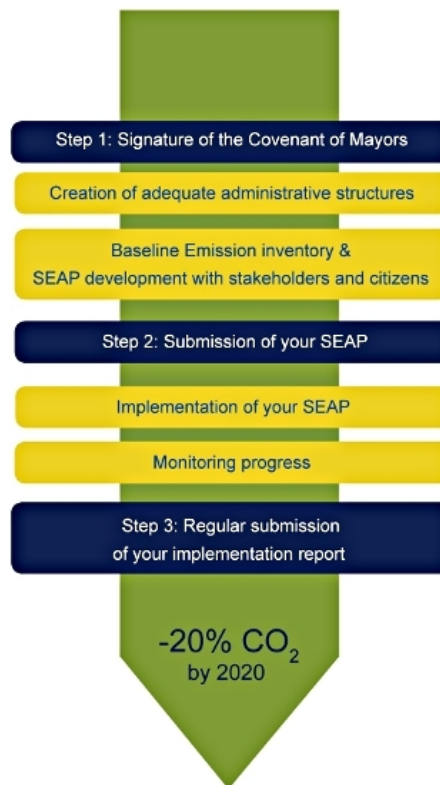 Step 1: Signature of the Covenant of Mayors
Creation of adequate administrative structures
Baseline Emission inventory &
SEAP development with stakeholders and citizens
Step 2: Submission of your SEAP
Implementation of your SEAP
Monitoring progress
Step 3: Regular submission
of your implementation report
-20% CO₂
by 2020